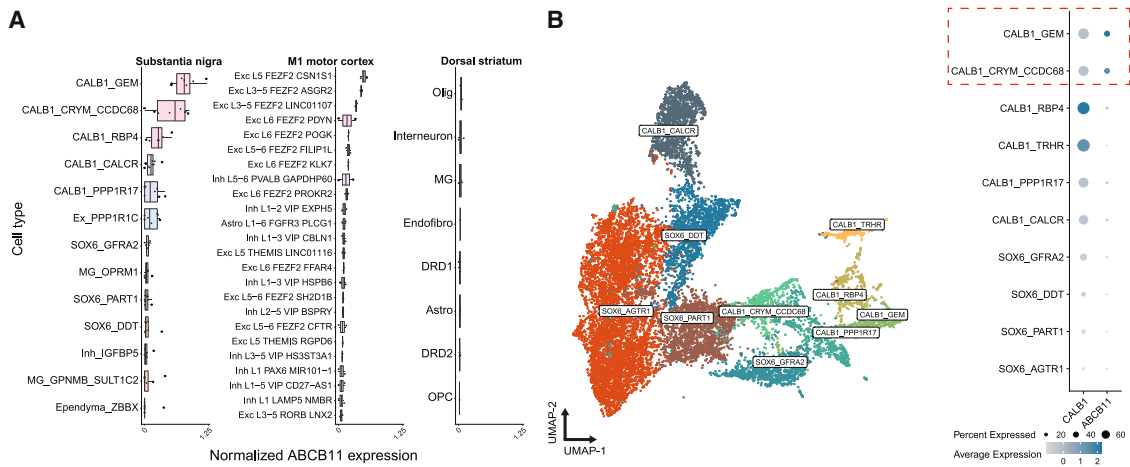 A
B
Substantia nigra
M1 motor cortex
Dorsal striatum
Cell type
CALB1_GEM
CALB1_CRYM_CCDC68
CALB1_RBP4
CALB1_CALCR
CALB1_PPP1R17
Ex_PPP1R1C
SOX6_GFRA2
MG_OPRM1
SOX6_PART1
SOX6_DDT
Inh_IGFBP5
MG_GPNMB_SULT1C2
Ependyma_ZBBX
0
1.25
Exc L5 FEZF2 CSN1S1
Exc L3−5 FEZF2 ASGR2
Exc L3−5 FEZF2 LINC01107
Exc L6 FEZF2 PDYN
Exc L6 FEZF2 POGK
Exc L5−6 FEZF2 FILIP1L
Exc L6 FEZF2 KLK7
Inh L5−6 PVALB GAPDHP60
Exc L6 FEZF2 PROKR2
Inh L1−2 VIP EXPH5
Astro L1−6 FGFR3 PLCG1
Inh L1−3 VIP CBLN1
Exc L5 THEMIS LINC01116
Exc L6 FEZF2 FFAR4
Inh L1−3 VIP HSPB6
Exc L5−6 FEZF2 SH2D1B
Inh L2−5 VIP BSPRY
Exc L5−6 FEZF2 CFTR
Exc L5 THEMIS RGPD6
Inh L3−5 VIP HS3ST3A1
Inh L1 PAX6 MIR101−1
Inh L1−5 VIP CD27−AS1
Inh L1 LAMP5 NMBR
Exc L3−5 RORB LNX2
0
1.25
Olig
Interneuron
MG
Endofibro
DRD1
Astro
DRD2
OPC
0
1.25
Normalized ABCB11 expression
CALB1_CALCR
SOX6_DDT
CALB1_TRHR
CALB1_RBP4
SOX6_AGTR1
SOX6_PART1
CALB1_CRYM_CCDC68
CALB1_GEM
CALB1_PPP1R17
SOX6_GFRA2
UMAP-2
UMAP-1
CALB1_GEM
CALB1_CRYM_CCDC68
CALB1_RBP4
CALB1_TRHR
CALB1_PPP1R17
CALB1_CALCR
SOX6_GFRA2
SOX6_DDT
SOX6_PART1
SOX6_AGTR1
CALB1
ABCB11
Percent Expressed 20 40 60
Average Expression
0 1 2